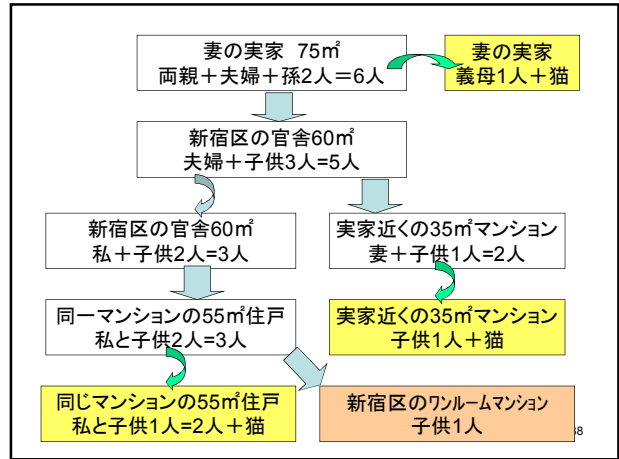 妻の実家 75㎡
両親＋夫婦＋孫2人＝6人
妻の実家
義母1人＋猫
新宿区の官舎60㎡
夫婦＋子供3人=5人
新宿区の官舎60㎡
私＋子供2人=3人
実家近くの35㎡マンション
妻＋子供1人=2人
同一マンションの55㎡住戸
私と子供2人=3人
実家近くの35㎡マンション
子供1人＋猫
同じマンションの55㎡住戸
私と子供1人=2人＋猫
新宿区のﾜﾝﾙｰﾑﾏﾝｼｮﾝ
子供1人